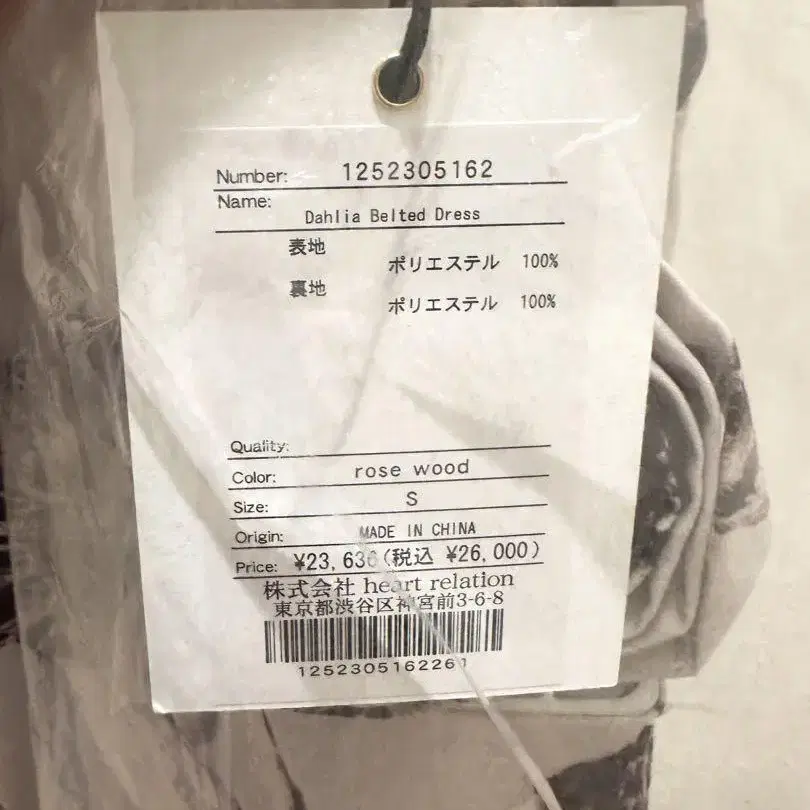 Number: 1252305162
Name:
Dahlia Belted Dress
表地
ポリエステル 100%
裏地
ポリエステル 100%
Quality:
Color: rose wood
Size: S
Origin: MADE IN CHINA
Price: ¥23,636(税込 ¥26,000)
株式会社 heart relation
東京都渋谷区神宮前3-6-8
1252305162261